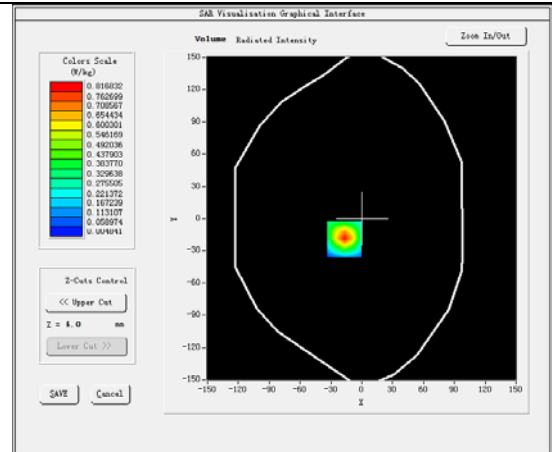 SAR Visualisation Graphical Interface
Volume Radiated Intensity
Zoom In/Out
Colors Scale
(W/kg)
0.816832
0.762699
0.708567
0.654434
0.600301
0.546169
0.492036
0.437903
0.383770
0.329638
0.275505
0.221372
0.167239
0.113107
0.058974
0.004841
Z-Cuts Control
<< Upper Cut
Z = 4.0 mm
Lower Cut >>
SAVE Cancel
150
120
90
60
30
0
-30
-60
-90
-120
-150
Y
-150 -120 -90 -60 -30 0 30 60 90 120 150
X